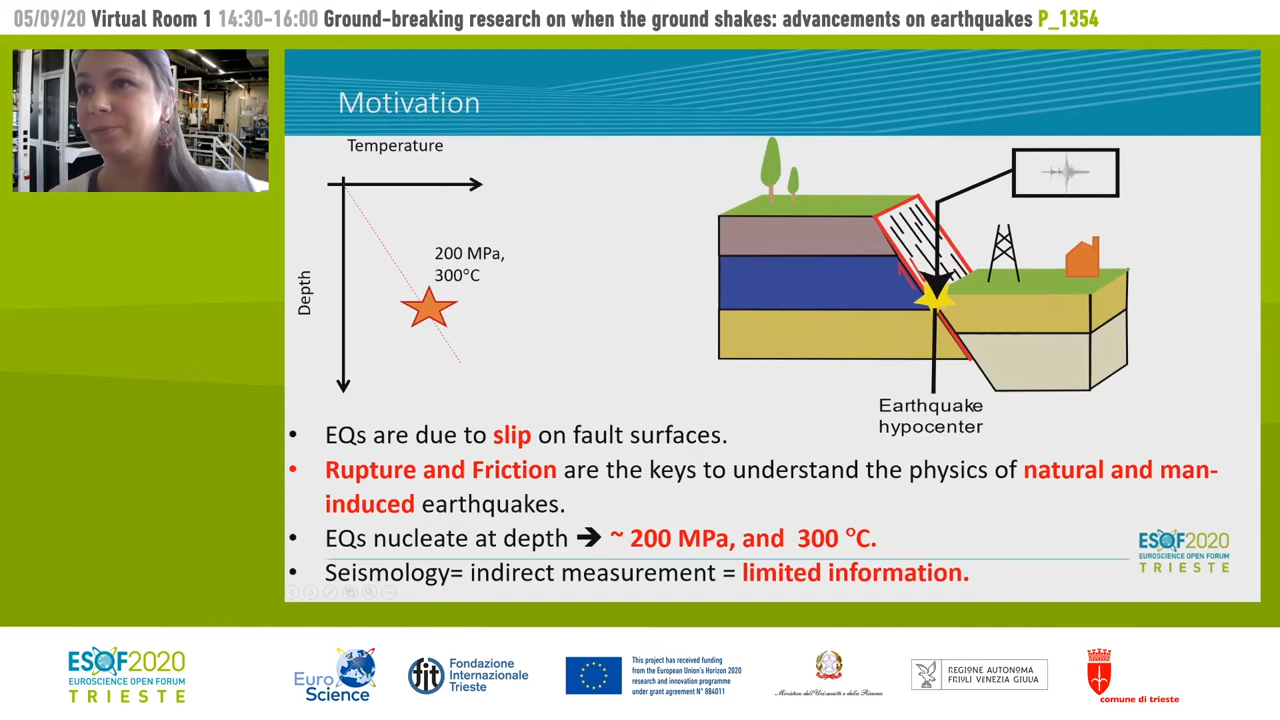 05/09/20 Virtual Room 1 14:30-16:00 Ground-breaking research on when the ground shakes: advancements on earthquakes P_1354
Motivation
Temperature
Depth
200 MPa,
300°C
Earthquake
hypocenter
• EQs are due to slip on fault surfaces.
• Rupture and Friction are the keys to understand the physics of natural and man-
induced earthquakes.
• EQs nucleate at depth ➔ ~ 200 MPa, and 300 °C.
• Seismology= indirect measurement = limited information.
ESOF2020
EUROSCIENCE OPEN FORUM
TRIESTE
ESOF2020
EUROSCIENCE OPEN FORUM
TRIESTE
Euro
Science
fit
Fondazione
Internazionale
Trieste
This project has received funding
from the European Union's Horizon 2020
research and innovation programme
under grant agreement N° 884011
Ministero dell'Università e della Ricerca
REGIONE AUTONOMA
FRIULI VENEZIA GIULIA
comune di trieste